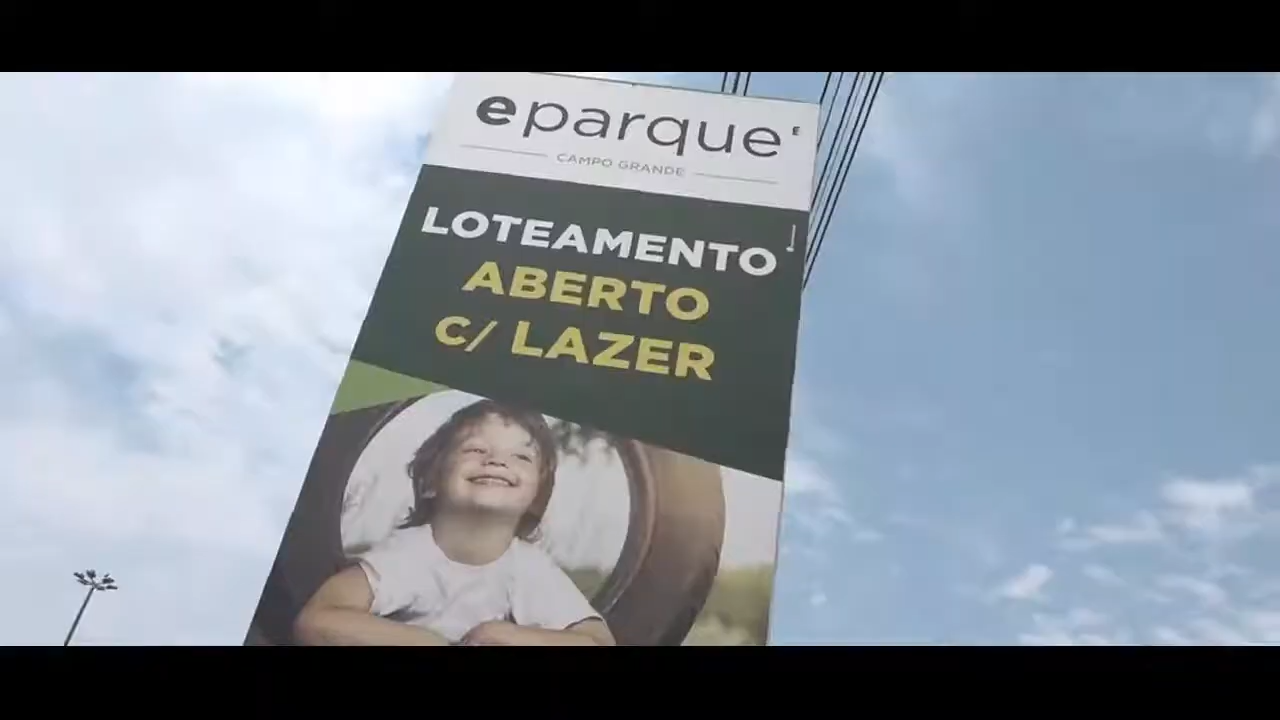 eparque
CAMPO GRANDE
LOTEAMENTO
ABERTO
C/ LAZER